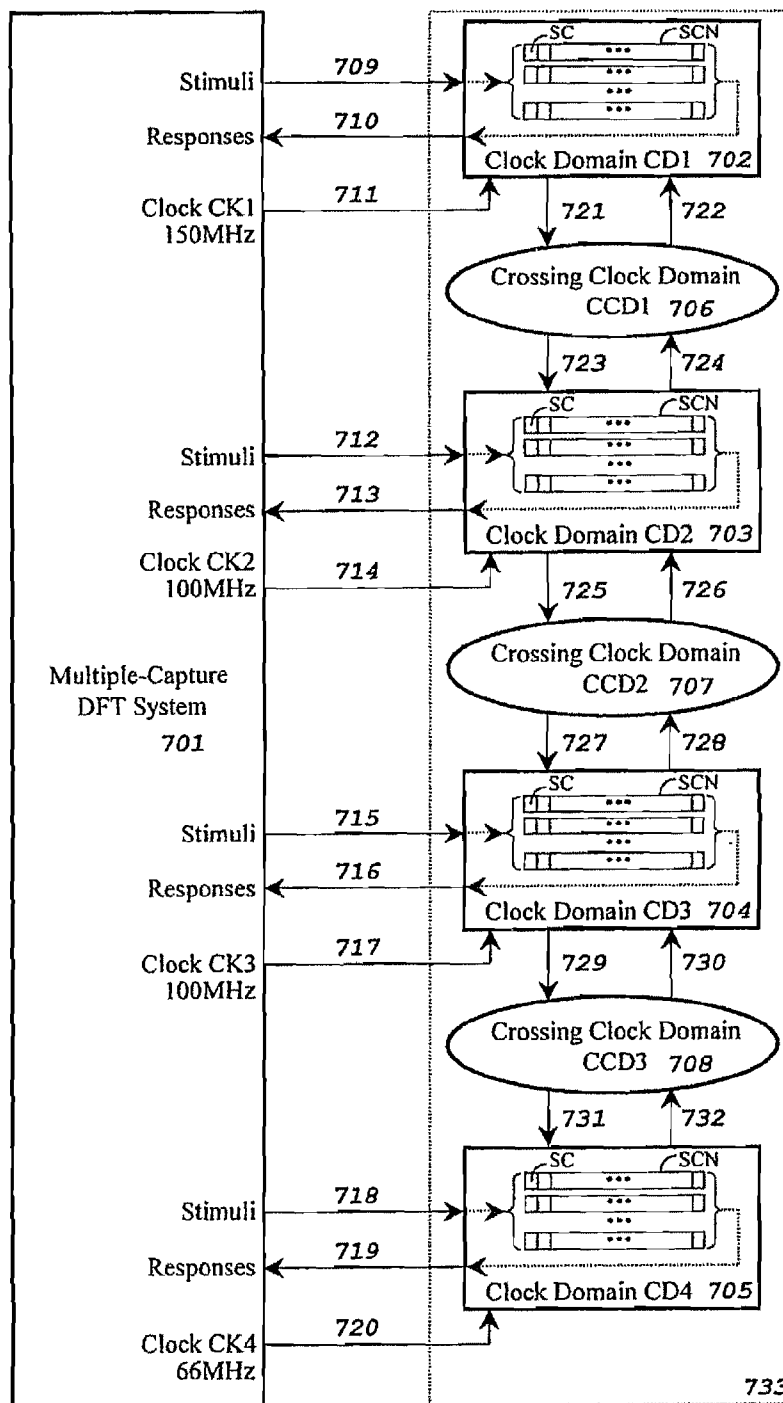 SC SCN
•••
•••
Stimuli 709
Responses 710
Clock Domain CD1 702
Clock CK1 711
150MHz
721 722
Crossing Clock Domain
CCD1 706
723 724
SC SCN
•••
•••
Stimuli 712
Responses 713
Clock Domain CD2 703
Clock CK2 714
100MHz
725 726
Crossing Clock Domain
CCD2 707
Multiple-Capture
DFT System
701
727 728
SC SCN
•••
•••
Stimuli 715
Responses 716
Clock Domain CD3 704
Clock CK3 717
100MHz
729 730
Crossing Clock Domain
CCD3 708
731 732
SC SCN
•••
•••
Stimuli 718
Responses 719
Clock Domain CD4 705
Clock CK4 720
66MHz
733